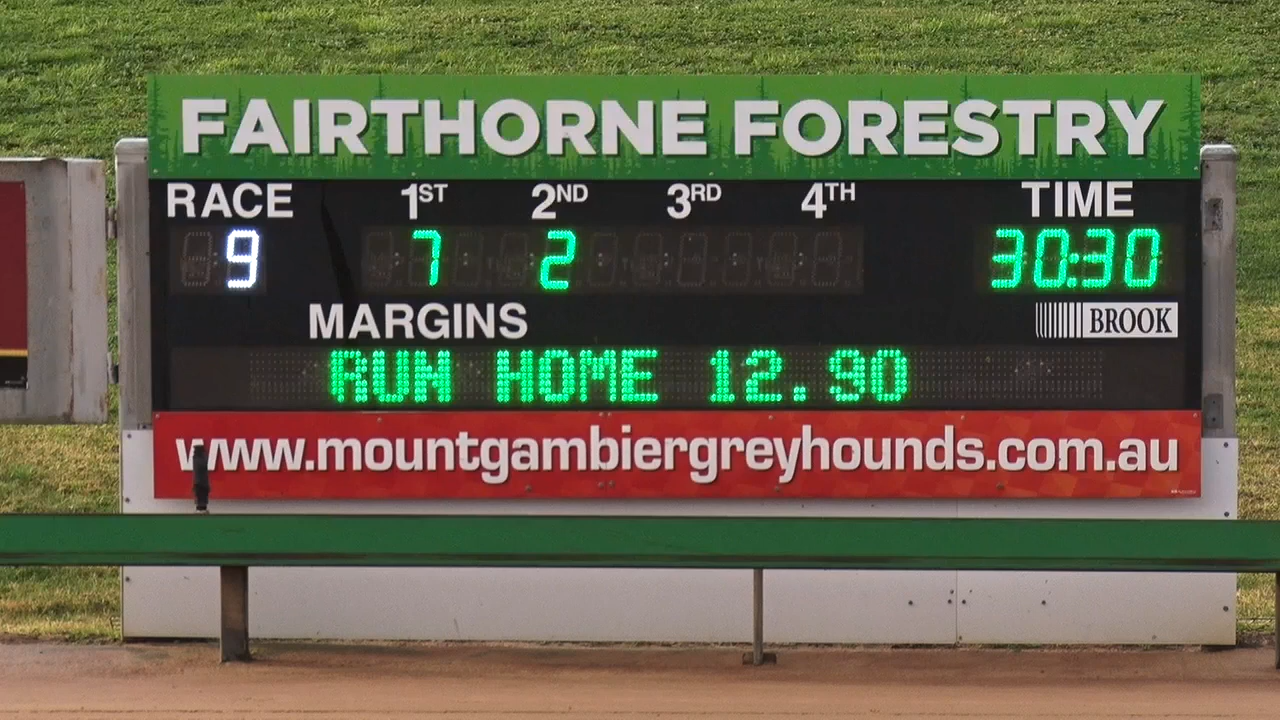 FAIRTHORNE FORESTRY
RACE 1ST 2ND 3RD 4TH TIME
9 7 2 30:30
MARGINS BROOK
RUN HOME 12.90
www.mountgambiergreyhounds.com.au